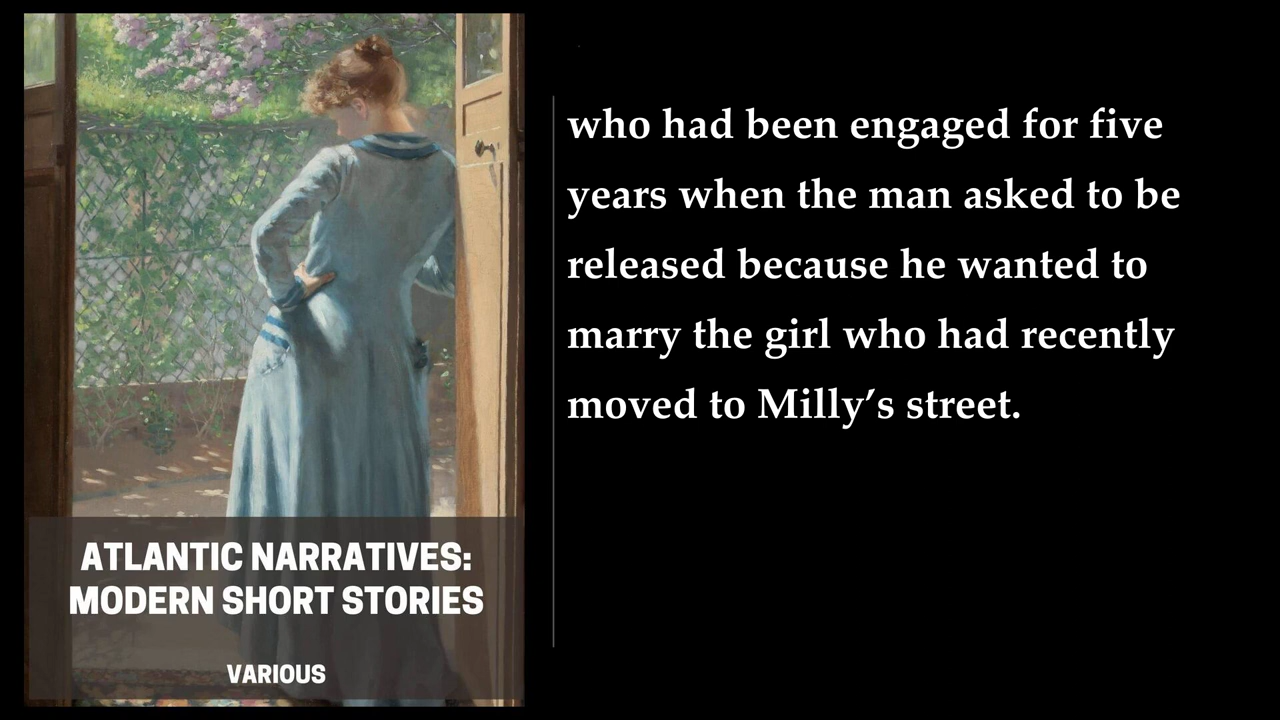 who had been engaged for five
years when the man asked to be
released because he wanted to
marry the girl who had recently
moved to Milly’s street.
ATLANTIC NARRATIVES:
MODERN SHORT STORIES
VARIOUS